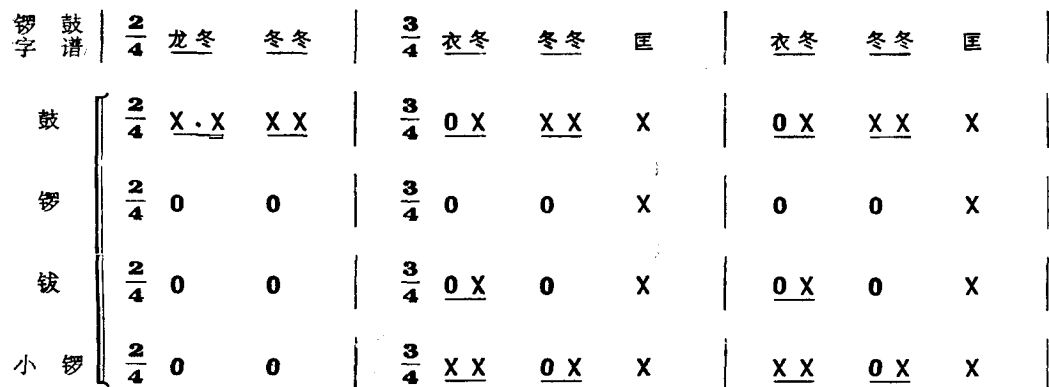 锣鼓字谱 2/4 龙冬 冬冬 | 3/4 衣冬 冬冬 匡 | 衣冬 冬冬 匡 |
鼓 2/4 X·X XX | 3/4 0X XX X | 0X XX X |
锣 2/4 0 0 | 3/4 0 0 X | 0 0 X |
钹 2/4 0 0 | 3/4 0X 0 X | 0X 0 X |
小锣 2/4 0 0 | 3/4 XX 0X X | XX 0X X |